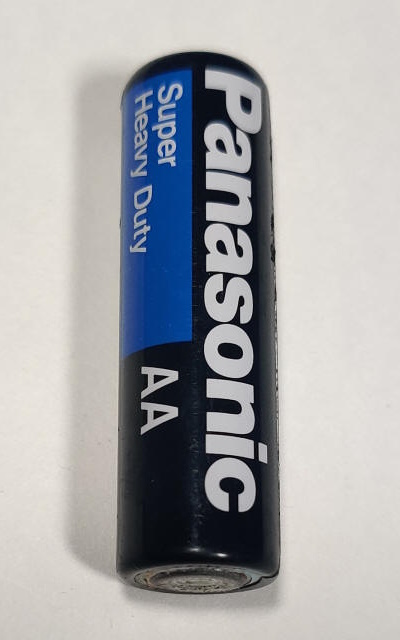 Panasonic
Super
Heavy Duty
AA